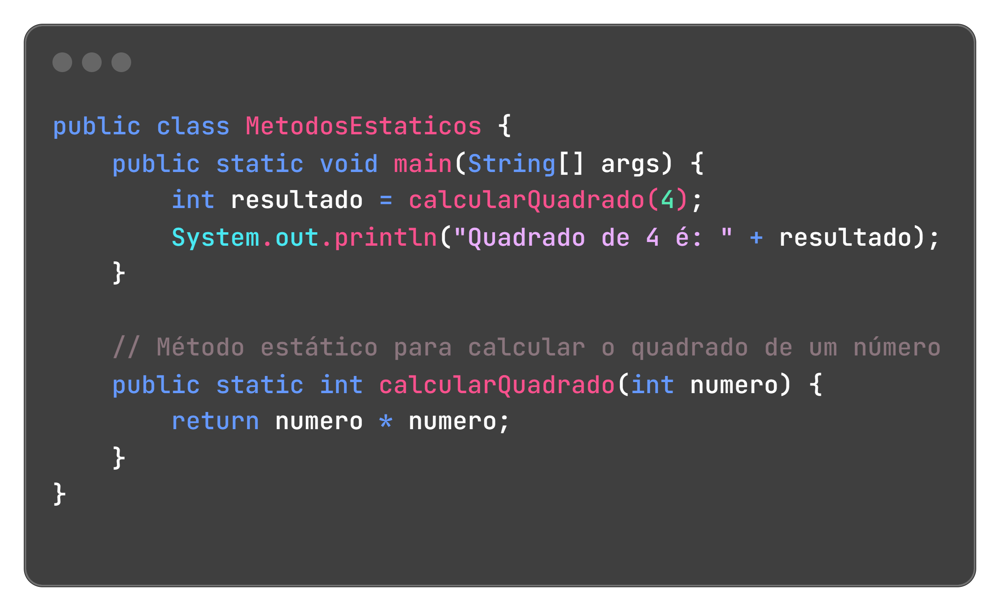 public class MetodosEstaticos {
    public static void main(String[] args) {
        int resultado = calcularQuadrado(4);
        System.out.println("Quadrado de 4 é: " + resultado);
    }

    // Método estático para calcular o quadrado de um número
    public static int calcularQuadrado(int numero) {
        return numero * numero;
    }
}